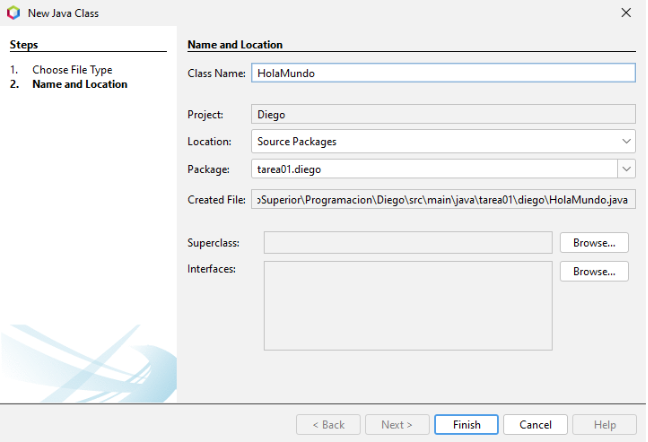 New Java Class
Steps
1. Choose File Type
2. Name and Location
Name and Location
Class Name: HolaMundo
Project: Diego
Location: Source Packages
Package: tarea01.diego
Created File: oSuperior\Programacion\Diego\src\main\java\tarea01\diego\HolaMundo.java
Superclass: Browse...
Interfaces: Browse...
< Back Next > Finish Cancel Help